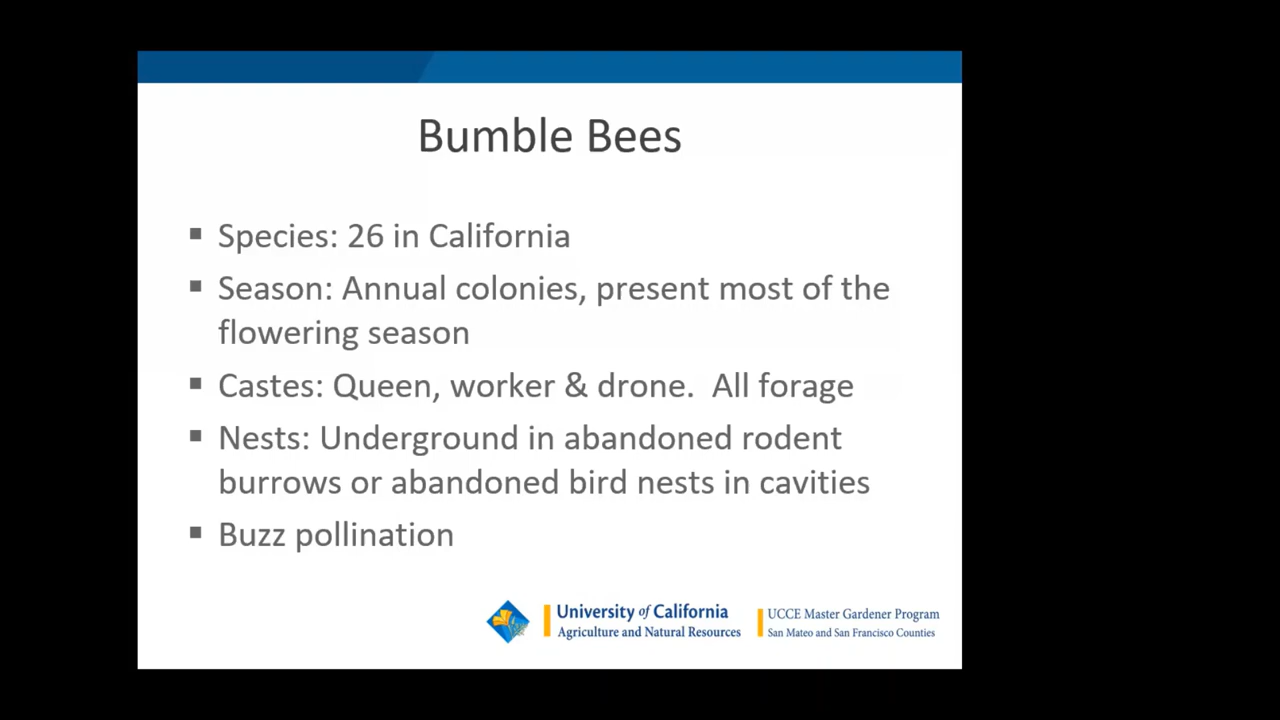 Bumble Bees
▪ Species: 26 in California
▪ Season: Annual colonies, present most of the
flowering season
▪ Castes: Queen, worker & drone.  All forage
▪ Nests: Underground in abandoned rodent
burrows or abandoned bird nests in cavities
▪ Buzz pollination
University of California
Agriculture and Natural Resources
UCCE Master Gardener Program
San Mateo and San Francisco Counties